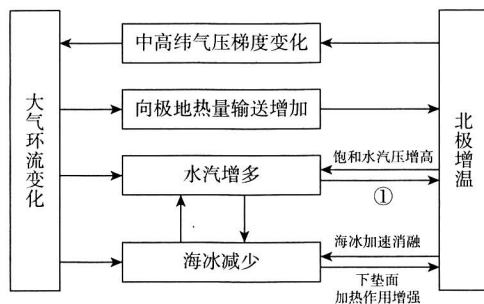 中高纬气压梯度变化
向极地热量输送增加
大气环流变化
北极增温
饱和水汽压增高
水汽增多
①
海冰加速消融
海冰减少
下垫面
加热作用增强